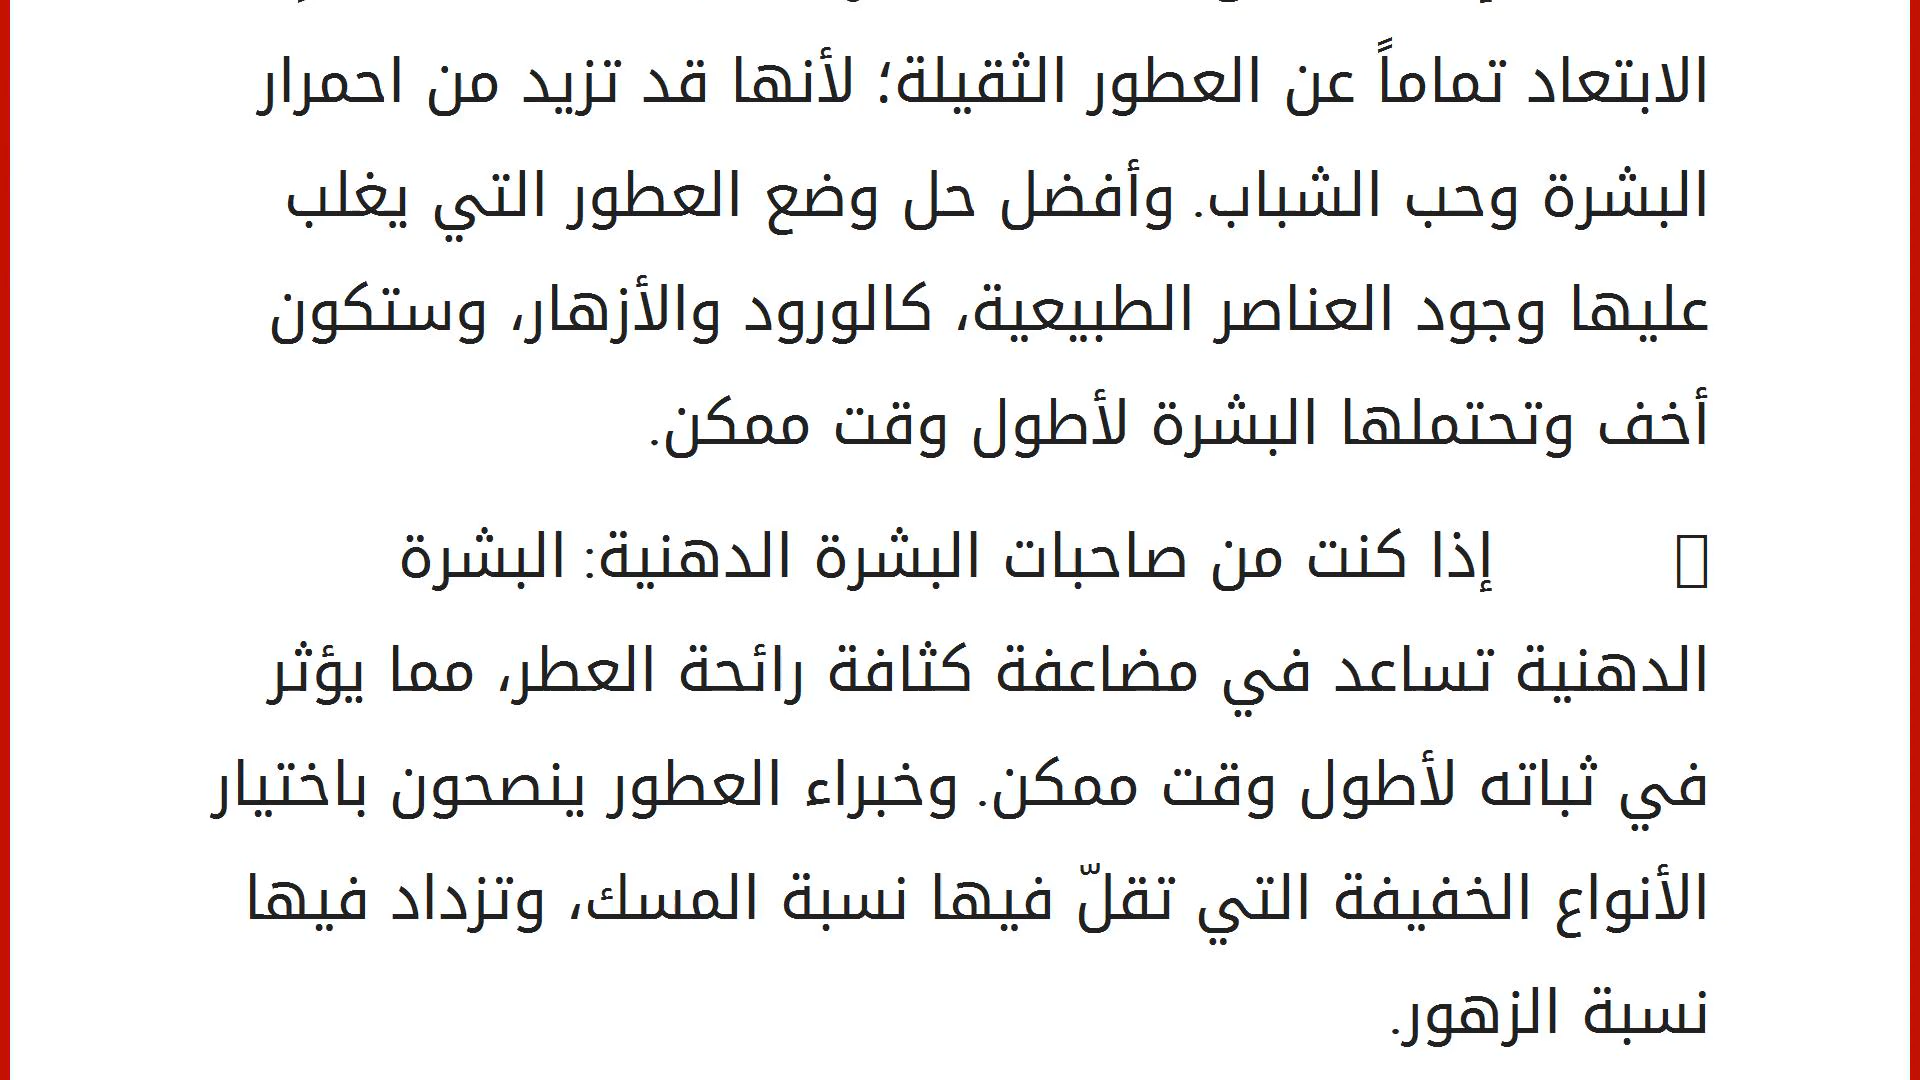 الابتعاد تماماً عن العطور الثقيلة؛ لأنها قد تزيد من احمرار
البشرة وحب الشباب. وأفضل حل وضع العطور التي يغلب
عليها وجود العناصر الطبيعية، كالورود والأزهار، وستكون
أخف وتحتملها البشرة لأطول وقت ممكن.
إذا كنت من صاحبات البشرة الدهنية: البشرة
الدهنية تساعد في مضاعفة كثافة رائحة العطر، مما يؤثر
في ثباته لأطول وقت ممكن. وخبراء العطور ينصحون باختيار
الأنواع الخفيفة التي تقلّ فيها نسبة المسك، وتزداد فيها
نسبة الزهور.